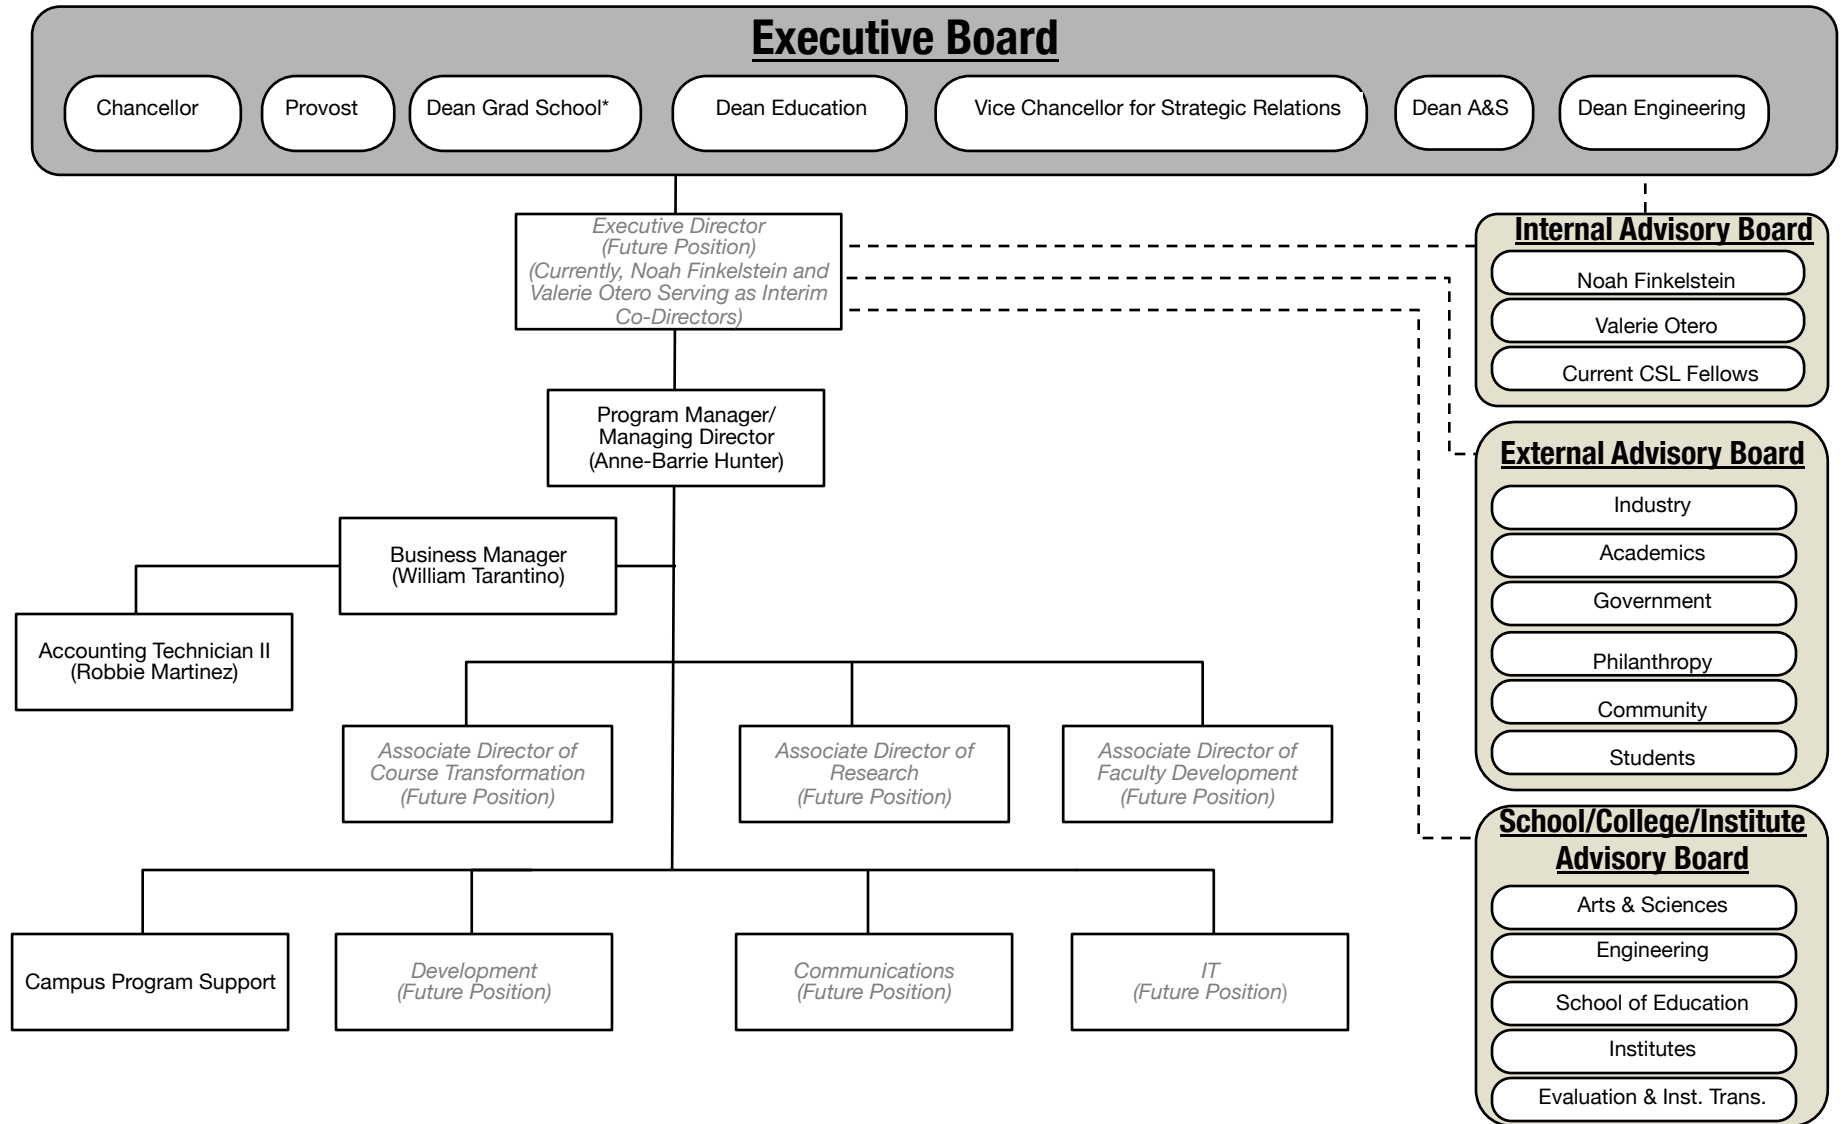 Executive Board
Chancellor
Provost
Dean Grad School*
Dean Education
Vice Chancellor for Strategic Relations
Dean A&S
Dean Engineering
Executive Director
(Future Position)
(Currently, Noah Finkelstein and
Valerie Otero Serving as Interim
Co-Directors)
Program Manager/
Managing Director
(Anne-Barrie Hunter)
Business Manager
(William Tarantino)
Accounting Technician II
(Robbie Martinez)
Associate Director of
Course Transformation
(Future Position)
Associate Director of
Research
(Future Position)
Associate Director of
Faculty Development
(Future Position)
Campus Program Support
Development
(Future Position)
Communications
(Future Position)
IT
(Future Position)
Internal Advisory Board
Noah Finkelstein
Valerie Otero
Current CSL Fellows
External Advisory Board
Industry
Academics
Government
Philanthropy
Community
Students
School/College/Institute
Advisory Board
Arts & Sciences
Engineering
School of Education
Institutes
Evaluation & Inst. Trans.